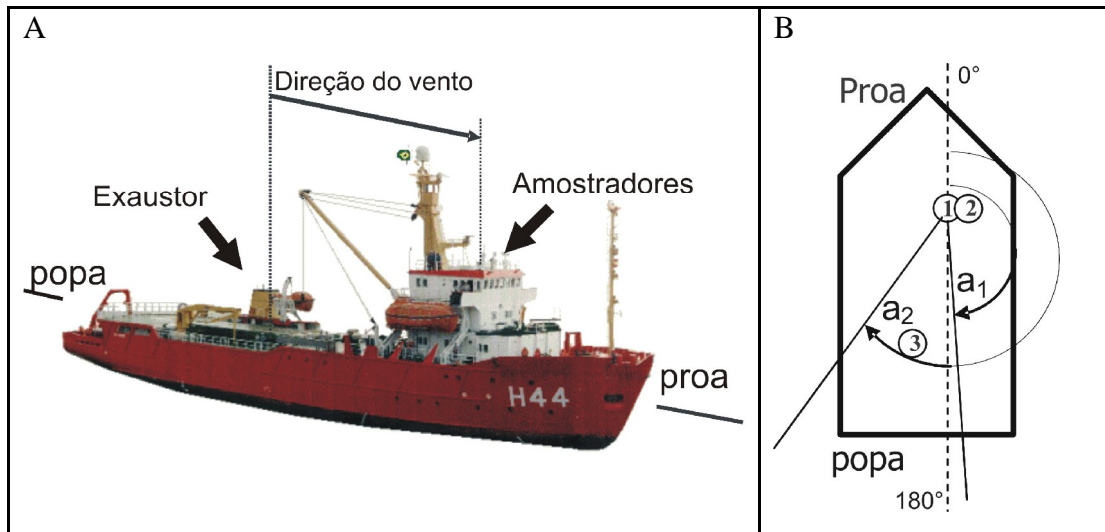 A
Direção do vento
Exaustor
Amostradores
popa
proa
H44
B
0°
Proa
1 2
a1
a2
3
popa
180°